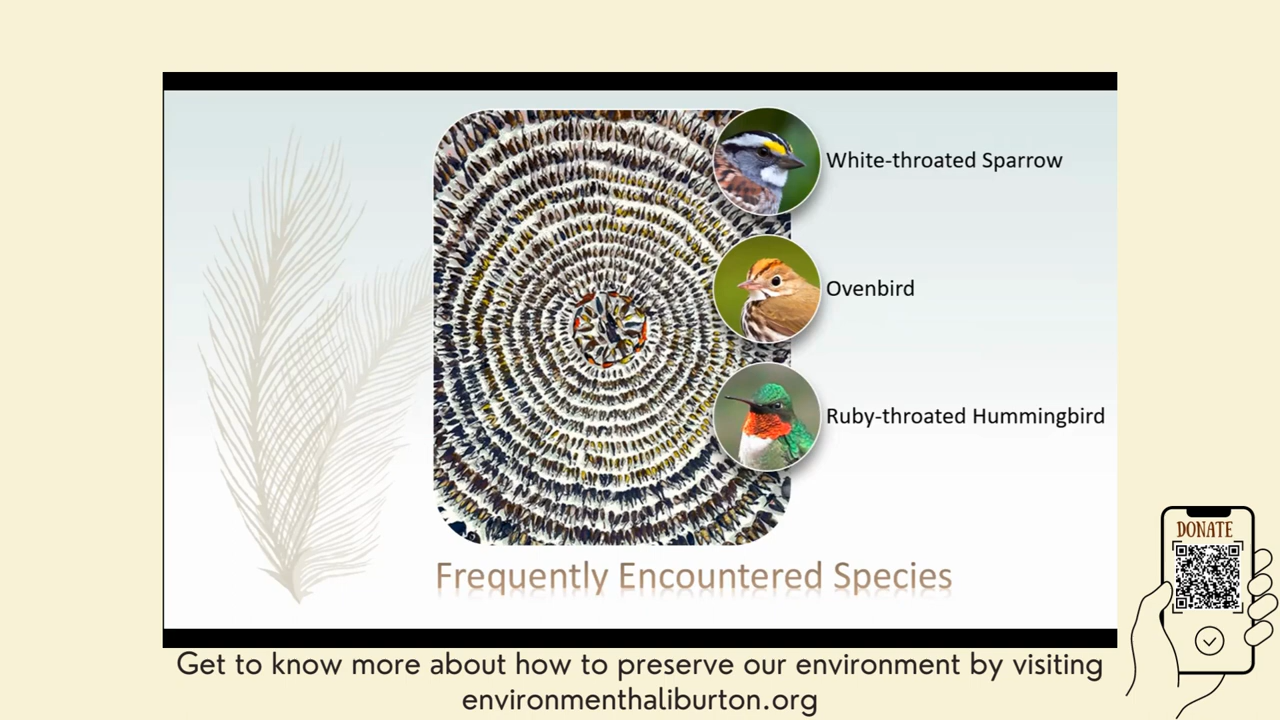 White-throated Sparrow
Ovenbird
Ruby-throated Hummingbird
Frequently Encountered Species
DONATE
Get to know more about how to preserve our environment by visiting
environmenthaliburton.org